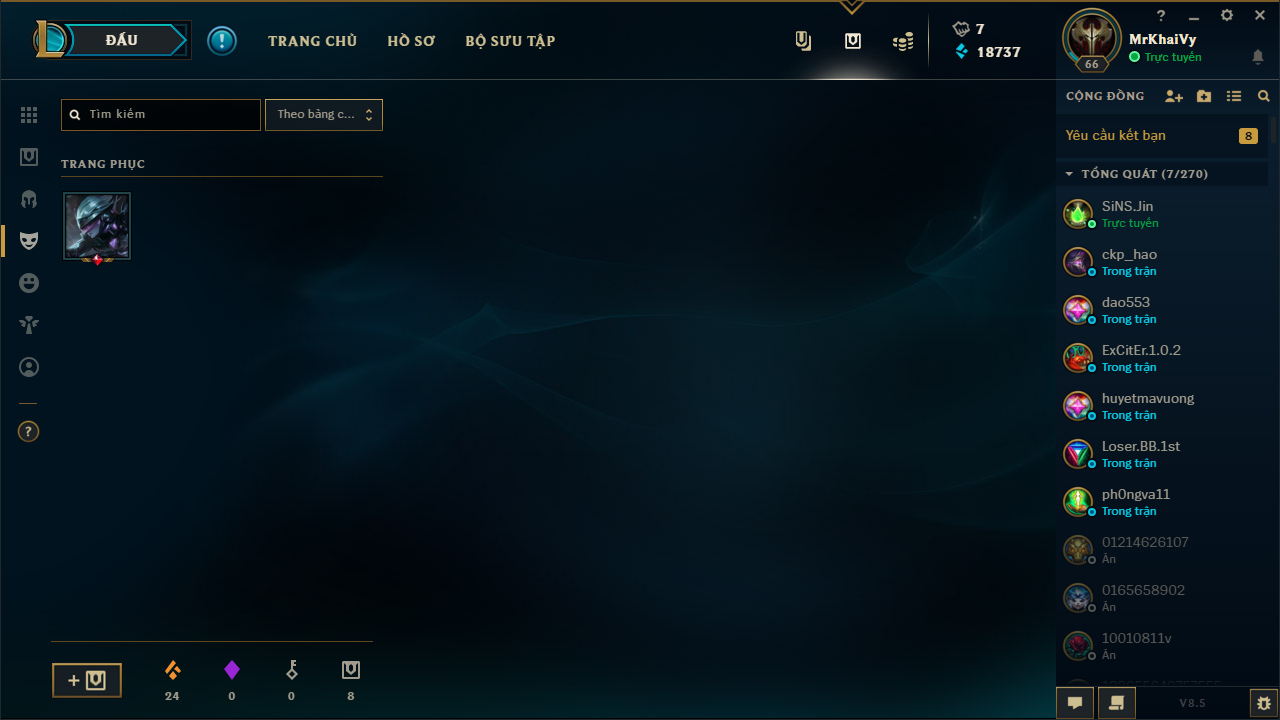 ĐẤU
TRANG CHỦ
HỒ SƠ
BỘ SƯU TẬP
7
18737
66
MrKhaiVy
Trực tuyến
Tìm kiếm
Theo bảng c...
TRANG PHỤC
24
0
0
8
CỘNG ĐỒNG
Yêu cầu kết bạn
8
TỔNG QUÁT (7/270)
SiNS.Jin
Trực tuyến
ckp_hao
Trong trận
dao553
Trong trận
ExCitEr.1.0.2
Trong trận
huyetmavuong
Trong trận
Loser.BB.1st
Trong trận
ph0ngva11
Trong trận
01214626107
Ẩn
0165658902
Ẩn
10010811v
Ẩn
V8.5